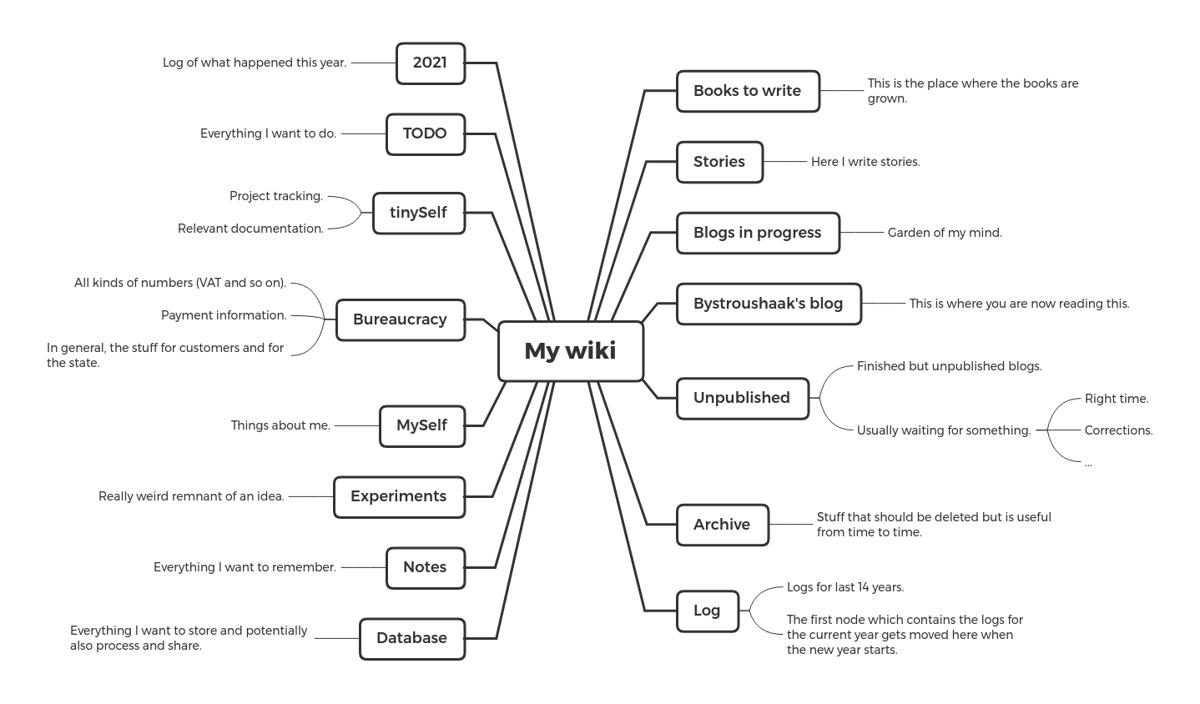 My wiki
2021
Log of what happened this year.
TODO
Everything I want to do.
tinySelf
Project tracking.
Relevant documentation.
Bureaucracy
All kinds of numbers (VAT and so on).
Payment information.
In general, the stuff for customers and for
the state.
MySelf
Things about me.
Experiments
Really weird remnant of an idea.
Notes
Everything I want to remember.
Database
Everything I want to store and potentially
also process and share.
Books to write
This is the place where the books are
grown.
Stories
Here I write stories.
Blogs in progress
Garden of my mind.
Bystroushaak's blog
This is where you are now reading this.
Unpublished
Finished but unpublished blogs.
Usually waiting for something.
Right time.
Corrections.
...
Archive
Stuff that should be deleted but is useful
from time to time.
Log
Logs for last 14 years.
The first node which contains the logs for
the current year gets moved here when
the new year starts.